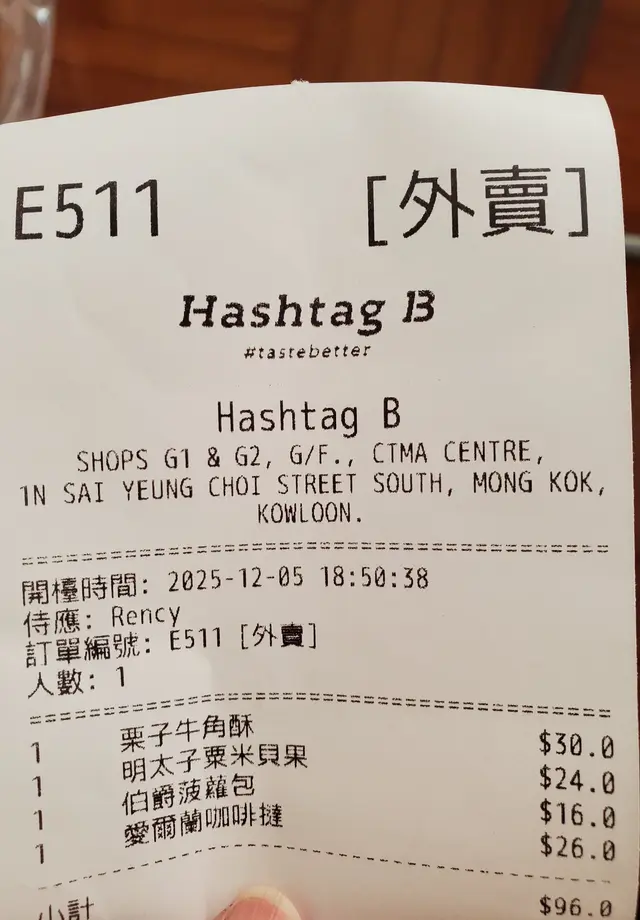 E511 [外賣]
Hashtag B
#tastebetter
Hashtag B
SHOPS G1 & G2, G/F., CTMA CENTRE,
1N SAI YEUNG CHOI STREET SOUTH, MONG KOK,
KOWLOON.
開檯時間: 2025-12-05 18:50:38
侍應: Rency
訂單編號: E511 [外賣]
人數: 1
1 栗子牛角酥 $30.0
1 明太子粟米貝果 $24.0
1 伯爵菠蘿包 $16.0
1 愛爾蘭咖啡撻 $26.0
小計 $96.0